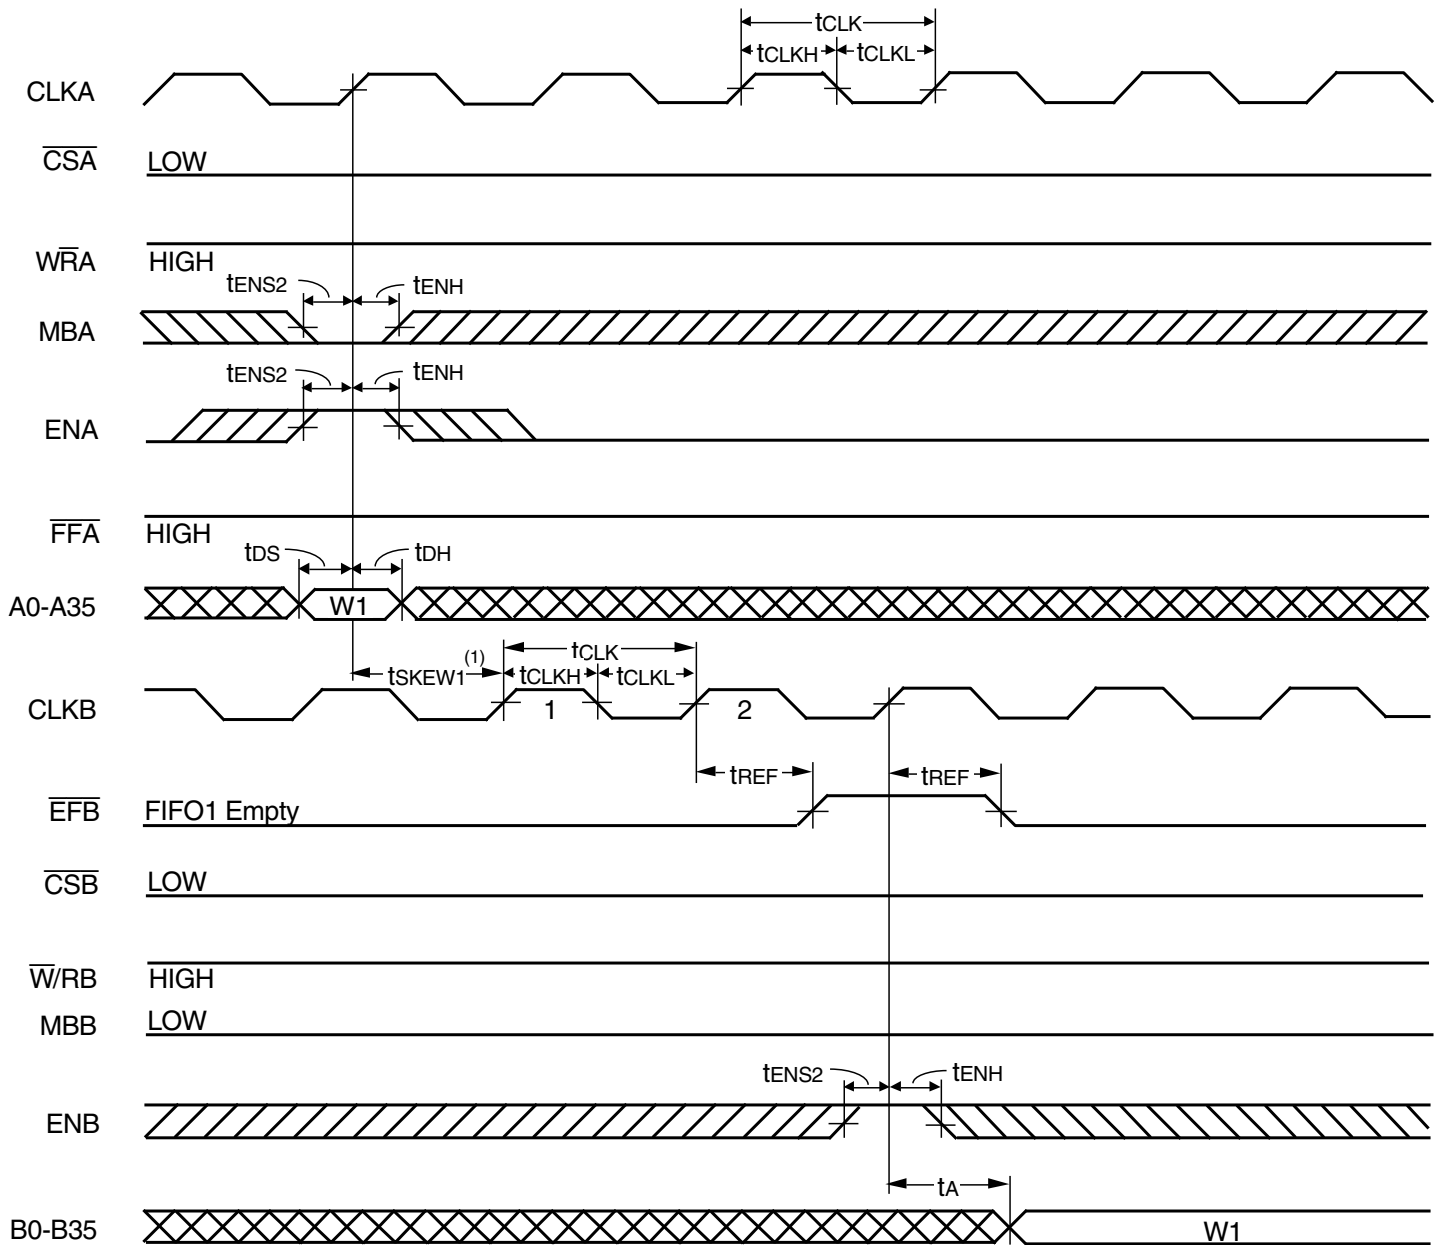 tCLK
tCLKH tCLKL
CLKA
CSA LOW
WRA HIGH
tENS2 tENH
MBA
tENS2 tENH
ENA
FFA HIGH
tDS tDH
A0-A35 W1
tSKEW1(1) tCLK
tCLKH tCLKL
CLKB 1 2
tREF tREF
EFB FIFO1 Empty
CSB LOW
W/RB HIGH
MBB LOW
tENS2 tENH
ENB
tA
B0-B35 W1